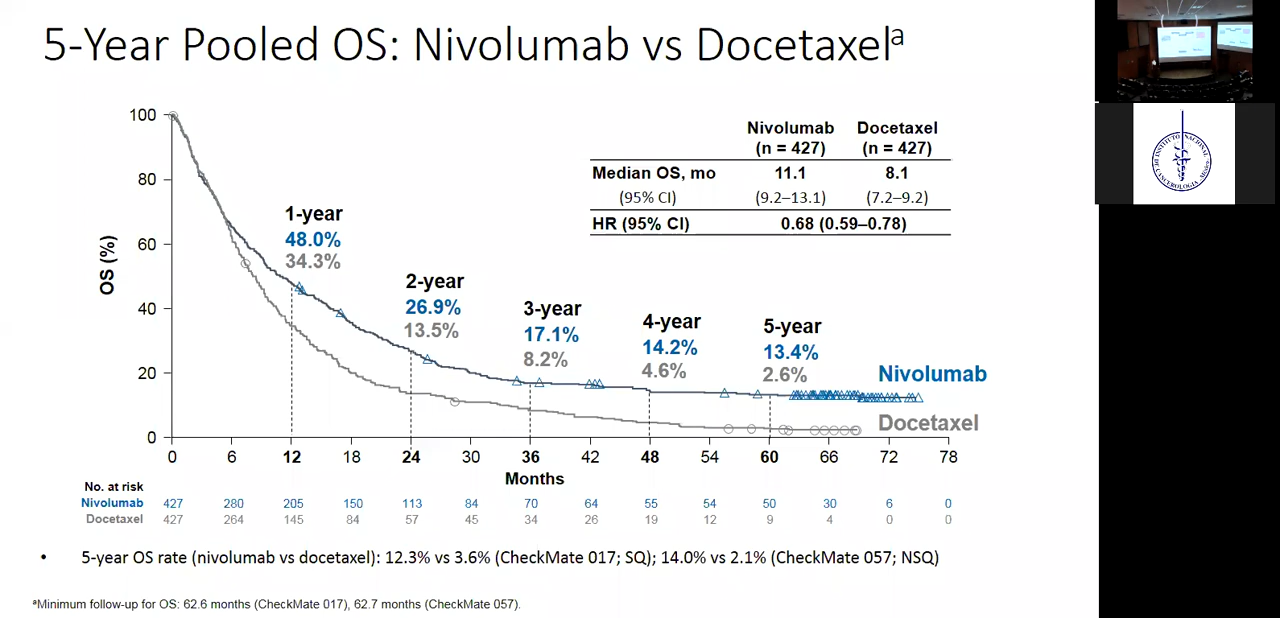 5-Year Pooled OS: Nivolumab vs Docetaxelᵃ
Nivolumab Docetaxel
(n = 427) (n = 427)
Median OS, mo 11.1 8.1
(95% CI) (9.2–13.1) (7.2–9.2)
HR (95% CI) 0.68 (0.59–0.78)
OS (%)
100
80
60
40
20
0
1-year
48.0%
34.3%
2-year
26.9%
13.5%
3-year
17.1%
8.2%
4-year
14.2%
4.6%
5-year
13.4%
2.6%
Nivolumab
Docetaxel
0 6 12 18 24 30 36 42 48 54 60 66 72 78
Months
No. at risk
Nivolumab 427 280 205 150 113 84 70 64 55 54 50 30 6 0
Docetaxel 427 264 145 84 57 45 34 26 19 12 9 4 0 0
• 5-year OS rate (nivolumab vs docetaxel): 12.3% vs 3.6% (CheckMate 017; SQ); 14.0% vs 2.1% (CheckMate 057; NSQ)
ᵃMinimum follow-up for OS: 62.6 months (CheckMate 017), 62.7 months (CheckMate 057).
INSTITUTO NACIONAL
DE CANCEROLOGIA